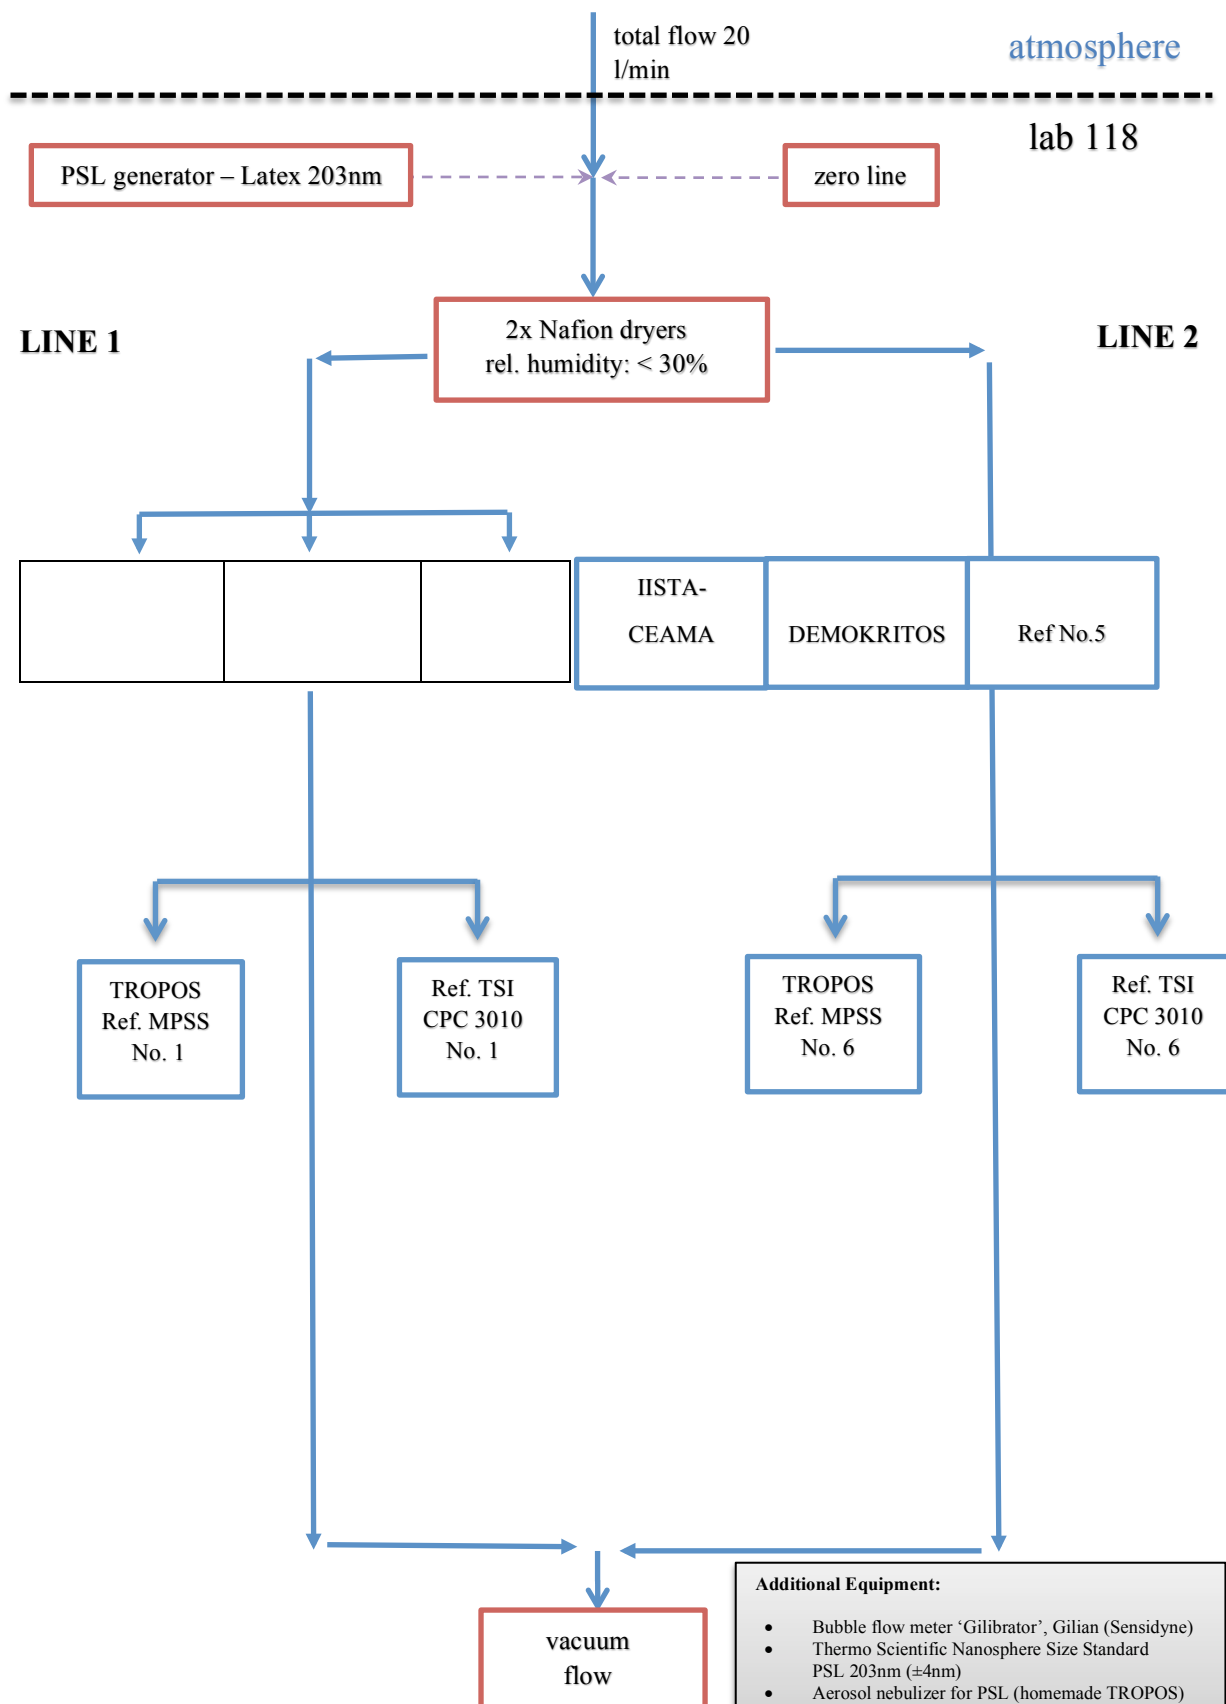 total flow 20
l/min
atmosphere
lab 118
PSL generator – Latex 203nm
zero line
LINE 1
2x Nafion dryers
rel. humidity: < 30%
LINE 2
IISTA-
CEAMA
DEMOKRITOS
Ref No.5
TROPOS
Ref. MPSS
No. 1
Ref. TSI
CPC 3010
No. 1
TROPOS
Ref. MPSS
No. 6
Ref. TSI
CPC 3010
No. 6
vacuum
flow
Additional Equipment:
• Bubble flow meter ‘Gilibrator’, Gilian (Sensidyne)
• Thermo Scientific Nanosphere Size Standard
PSL 203nm (±4nm)
• Aerosol nebulizer for PSL (homemade TROPOS)